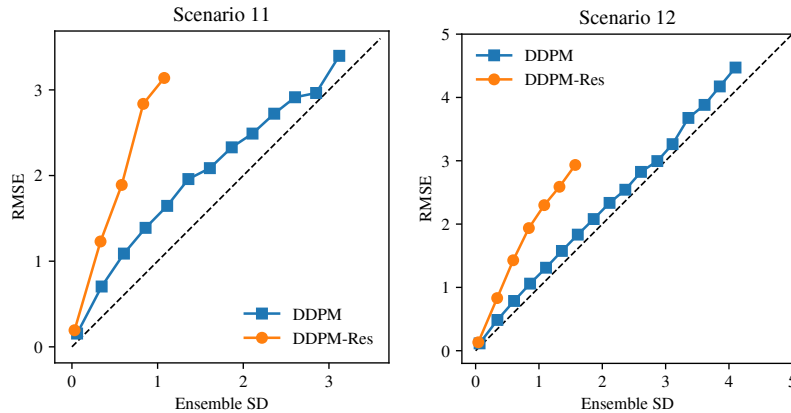 Scenario 11
RMSE
3
2
1
0
DDPM
DDPM-Res
0 1 2 3
Ensemble SD
Scenario 12
RMSE
5
4
3
2
1
0
DDPM
DDPM-Res
0 1 2 3 4 5
Ensemble SD